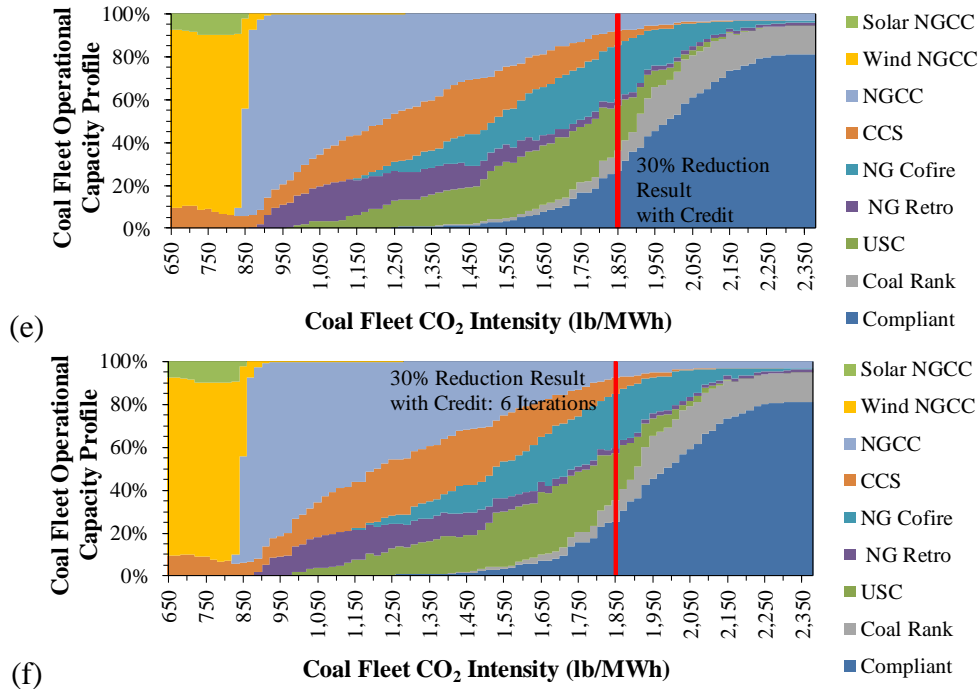 Coal Fleet Operational
Capacity Profile
100%
80%
60%
40%
20%
0%
650
750
850
950
1,050
1,150
1,250
1,350
1,450
1,550
1,650
1,750
1,850
1,950
2,050
2,150
2,250
2,350
30% Reduction
Result
with Credit
Solar NGCC
Wind NGCC
NGCC
CCS
NG Cofire
NG Retro
USC
Coal Rank
Compliant
(e)
Coal Fleet CO₂ Intensity (lb/MWh)
Coal Fleet Operational
Capacity Profile
100%
80%
60%
40%
20%
0%
650
750
850
950
1,050
1,150
1,250
1,350
1,450
1,550
1,650
1,750
1,850
1,950
2,050
2,150
2,250
2,350
30% Reduction Result
with Credit: 6 Iterations
Solar NGCC
Wind NGCC
NGCC
CCS
NG Cofire
NG Retro
USC
Coal Rank
Compliant
(f)
Coal Fleet CO₂ Intensity (lb/MWh)